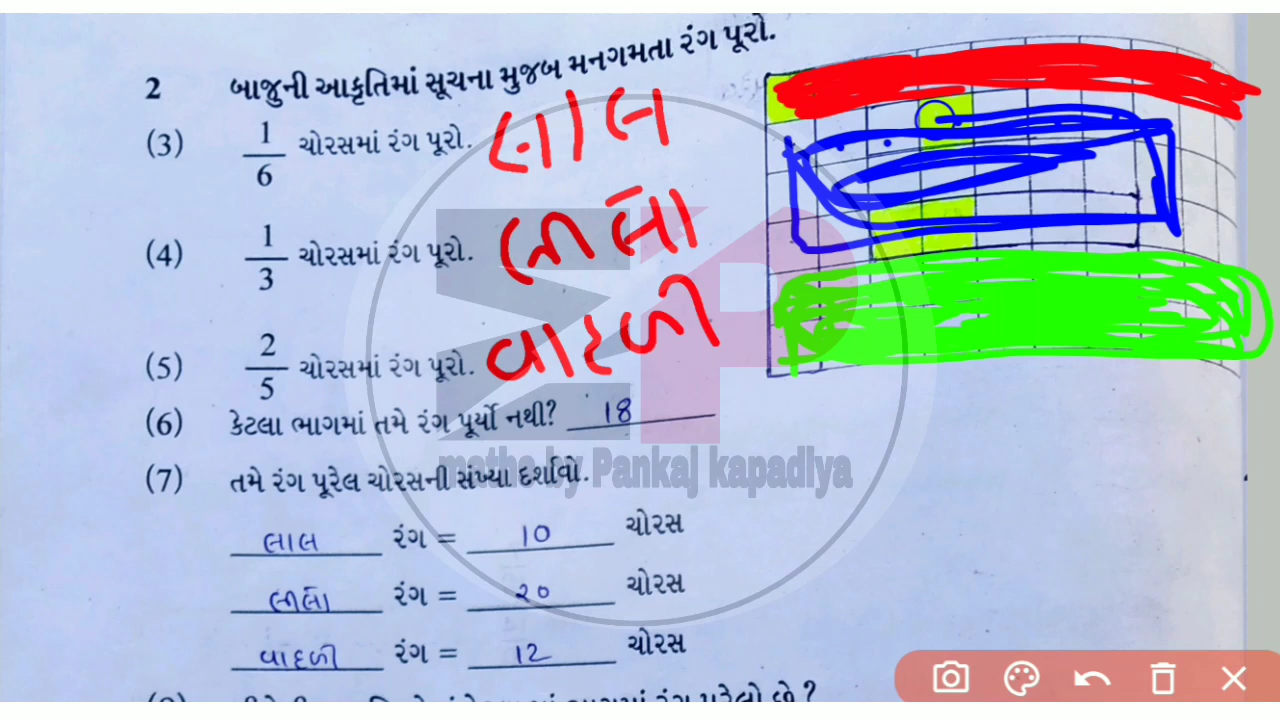 2 બાજુની આકૃતિમાં સૂચના મુજબ મનગમતા રંગ પૂરો.
(3) 1/6 ચોરસમાં રંગ પૂરો. લાલ
(4) 1/3 ચોરસમાં રંગ પૂરો. લીલો
(5) 2/5 ચોરસમાં રંગ પૂરો. વાદળી
(6) કેટલા ભાગમાં તમે રંગ પૂર્યો નથી? 18
maths by Pankaj kapadiya
(7) તમે રંગ પૂરેલ ચોરસની સંખ્યા દર્શાવો.
લાલ રંગ = 10 ચોરસ
લીલો રંગ = ૨૦ ચોરસ
વાદળી રંગ = 12 ચોરસ